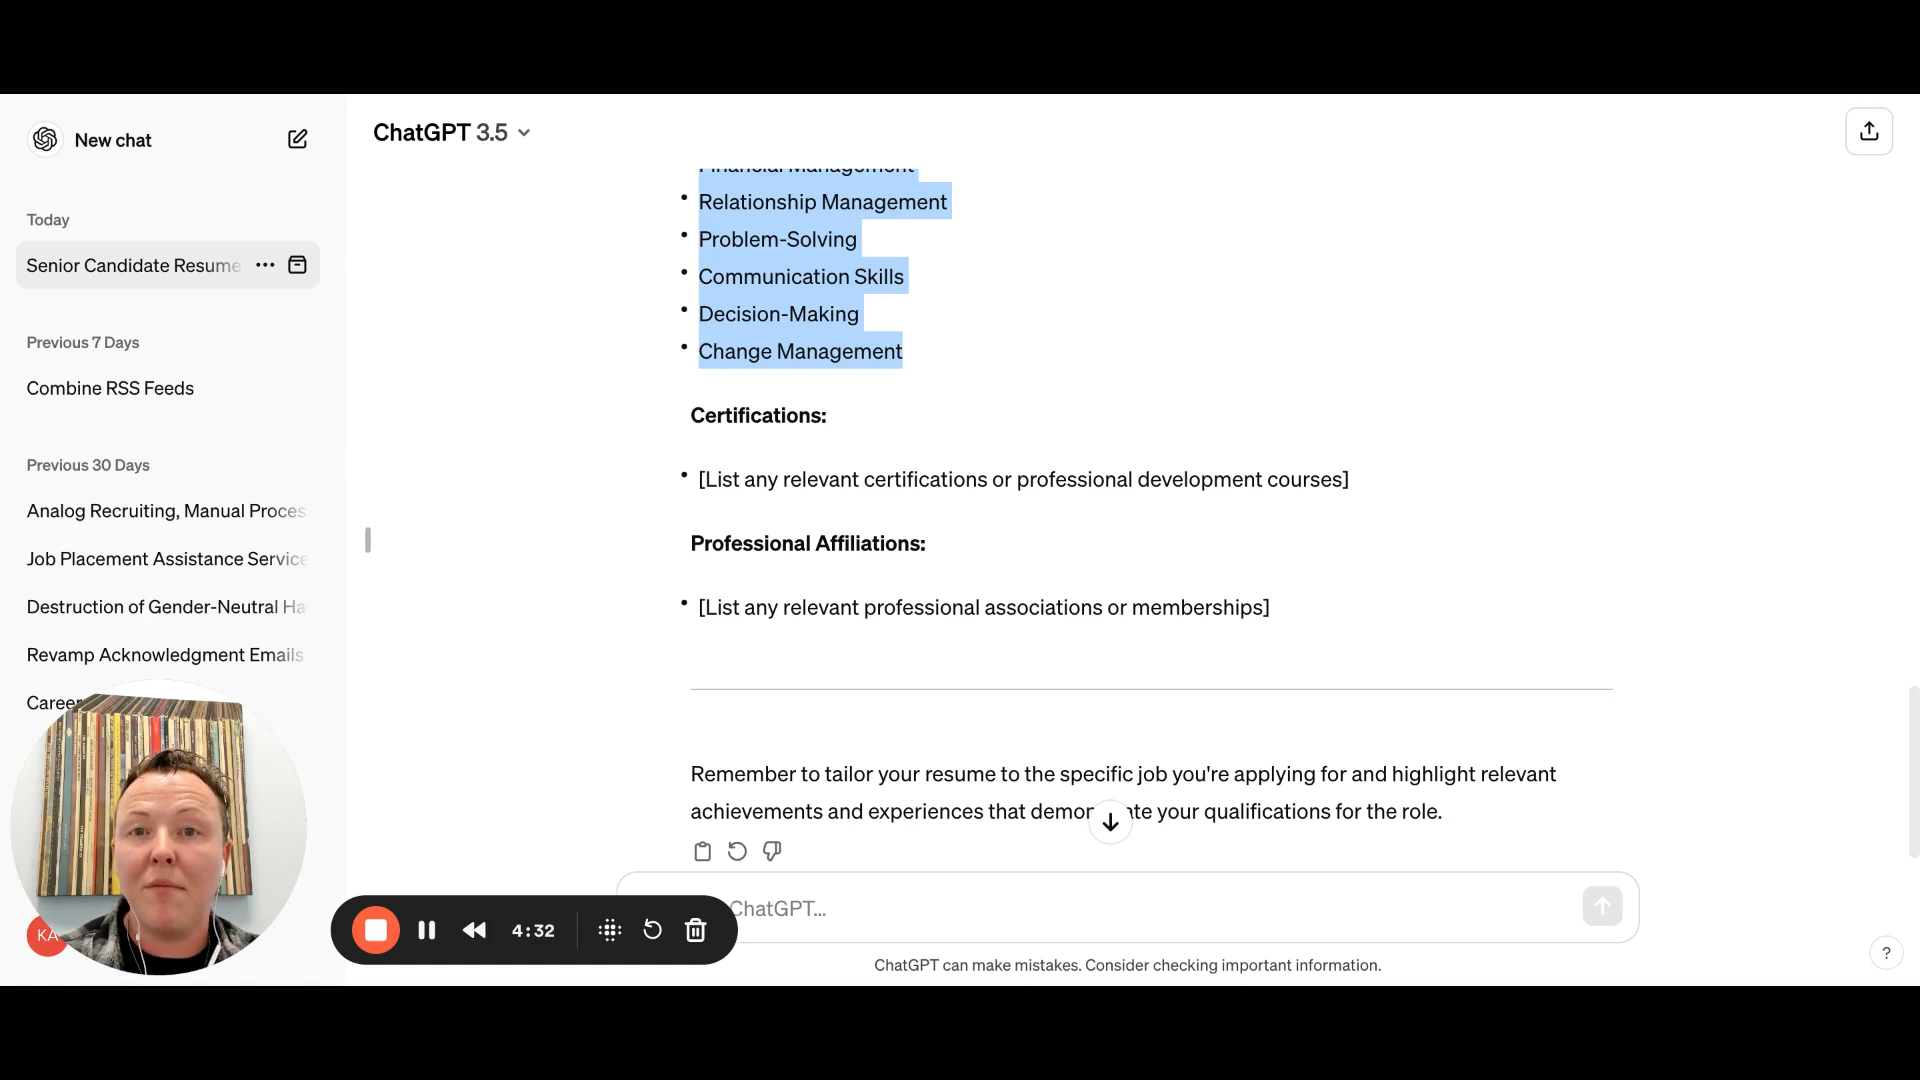 New chat
Today
Senior Candidate Resume
Previous 7 Days
Combine RSS Feeds
Previous 30 Days
Analog Recruiting, Manual Proces
Job Placement Assistance Service
Destruction of Gender-Neutral Ha
Revamp Acknowledgment Emails
Career
KA
ChatGPT 3.5
Financial Management
Relationship Management
Problem-Solving
Communication Skills
Decision-Making
Change Management
Certifications:
[List any relevant certifications or professional development courses]
Professional Affiliations:
[List any relevant professional associations or memberships]
Remember to tailor your resume to the specific job you're applying for and highlight relevant
achievements and experiences that demon te your qualifications for the role.
ChatGPT...
4:32
ChatGPT can make mistakes. Consider checking important information.
?